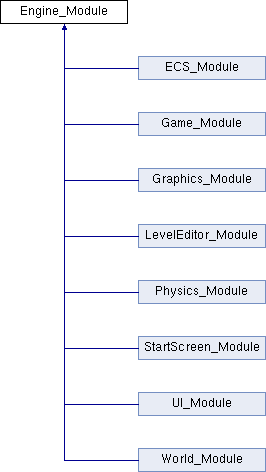 Engine_Module
ECS_Module
Game_Module
Graphics_Module
LevelEditor_Module
Physics_Module
StartScreen_Module
UI_Module
World_Module